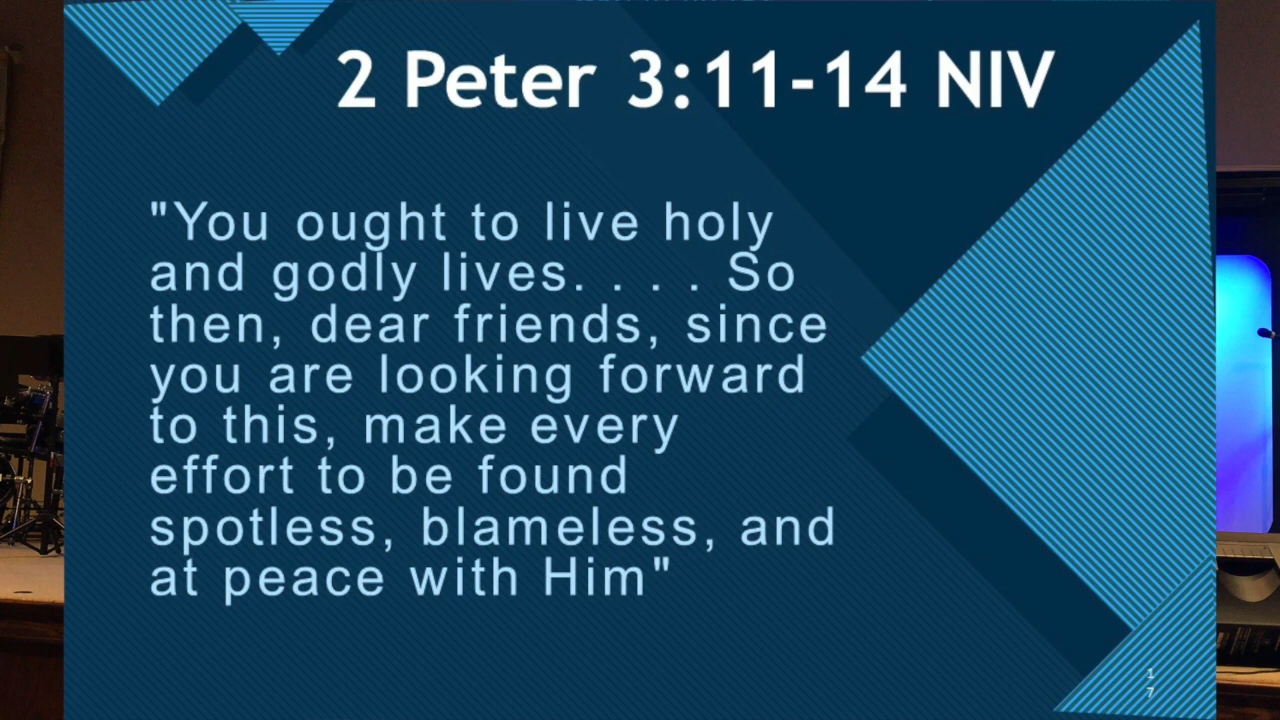 2 Peter 3:11-14 NIV
"You ought to live holy
and godly lives. . . . So
then, dear friends, since
you are looking forward
to this, make every
effort to be found
spotless, blameless, and
at peace with Him"
1
7